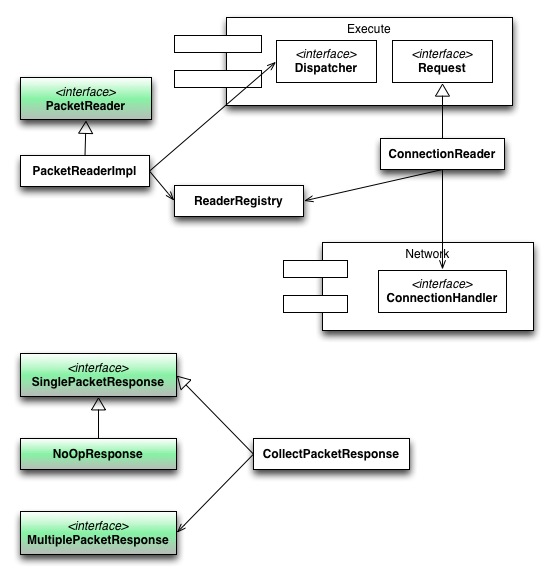 Execute
<interface>
Dispatcher
<interface>
Request
<interface>
PacketReader
ConnectionReader
PacketReaderImpl
ReaderRegistry
Network
<interface>
ConnectionHandler
<interface>
SinglePacketResponse
NoOpResponse
CollectPacketResponse
<interface>
MultiplePacketResponse